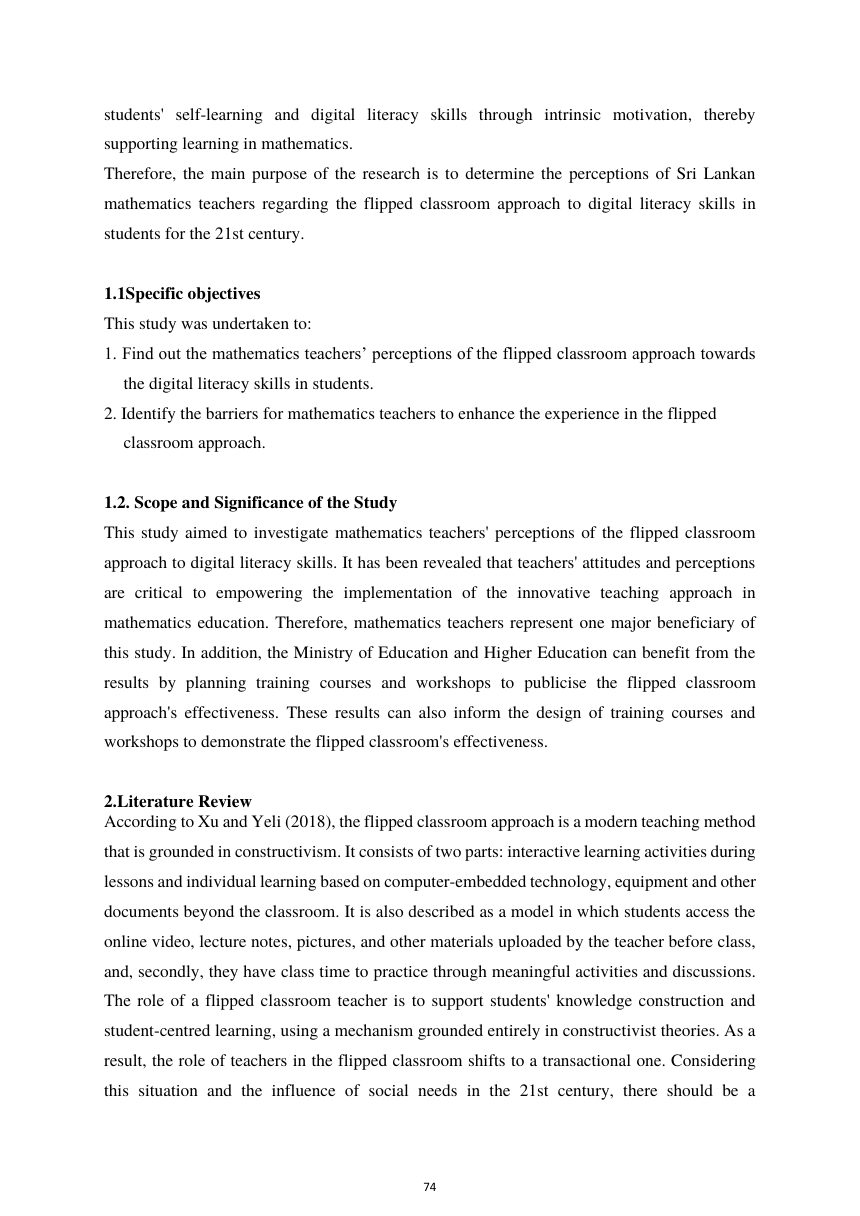 students' self-learning and digital literacy skills through intrinsic motivation, thereby
supporting learning in mathematics.
Therefore, the main purpose of the research is to determine the perceptions of Sri Lankan
mathematics teachers regarding the flipped classroom approach to digital literacy skills in
students for the 21st century.
1.1Specific objectives
This study was undertaken to:
1. Find out the mathematics teachers’ perceptions of the flipped classroom approach towards
the digital literacy skills in students.
2. Identify the barriers for mathematics teachers to enhance the experience in the flipped
classroom approach.
1.2. Scope and Significance of the Study
This study aimed to investigate mathematics teachers' perceptions of the flipped classroom
approach to digital literacy skills. It has been revealed that teachers' attitudes and perceptions
are critical to empowering the implementation of the innovative teaching approach in
mathematics education. Therefore, mathematics teachers represent one major beneficiary of
this study. In addition, the Ministry of Education and Higher Education can benefit from the
results by planning training courses and workshops to publicise the flipped classroom
approach's effectiveness. These results can also inform the design of training courses and
workshops to demonstrate the flipped classroom's effectiveness.
2.Literature Review
According to Xu and Yeli (2018), the flipped classroom approach is a modern teaching method
that is grounded in constructivism. It consists of two parts: interactive learning activities during
lessons and individual learning based on computer-embedded technology, equipment and other
documents beyond the classroom. It is also described as a model in which students access the
online video, lecture notes, pictures, and other materials uploaded by the teacher before class,
and, secondly, they have class time to practice through meaningful activities and discussions.
The role of a flipped classroom teacher is to support students' knowledge construction and
student-centred learning, using a mechanism grounded entirely in constructivist theories. As a
result, the role of teachers in the flipped classroom shifts to a transactional one. Considering
this situation and the influence of social needs in the 21st century, there should be a
74